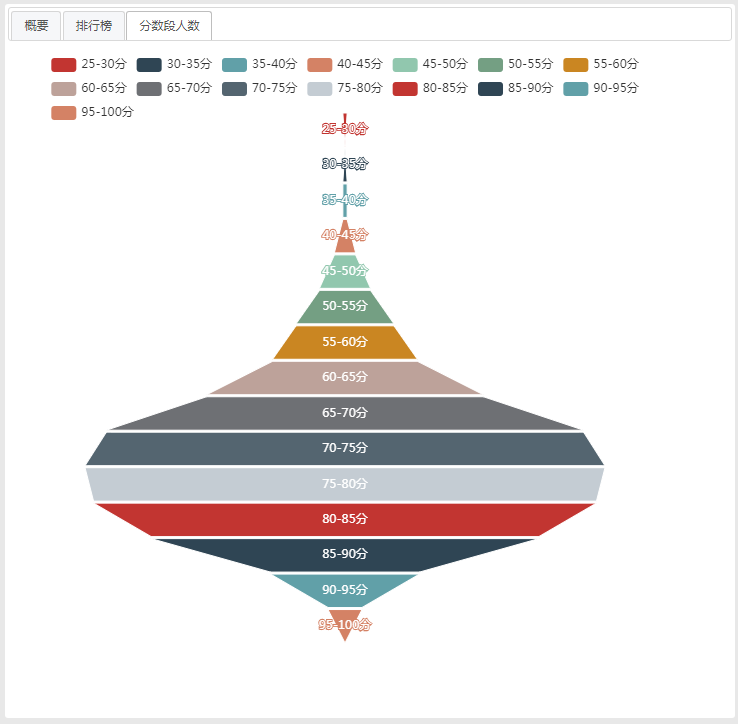 概要 排行榜 分数段人数
25-30分 30-35分 35-40分 40-45分 45-50分 50-55分 55-60分
60-65分 65-70分 70-75分 75-80分 80-85分 85-90分 90-95分
95-100分
25-30分
30-35分
35-40分
40-45分
45-50分
50-55分
55-60分
60-65分
65-70分
70-75分
75-80分
80-85分
85-90分
90-95分
95-100分